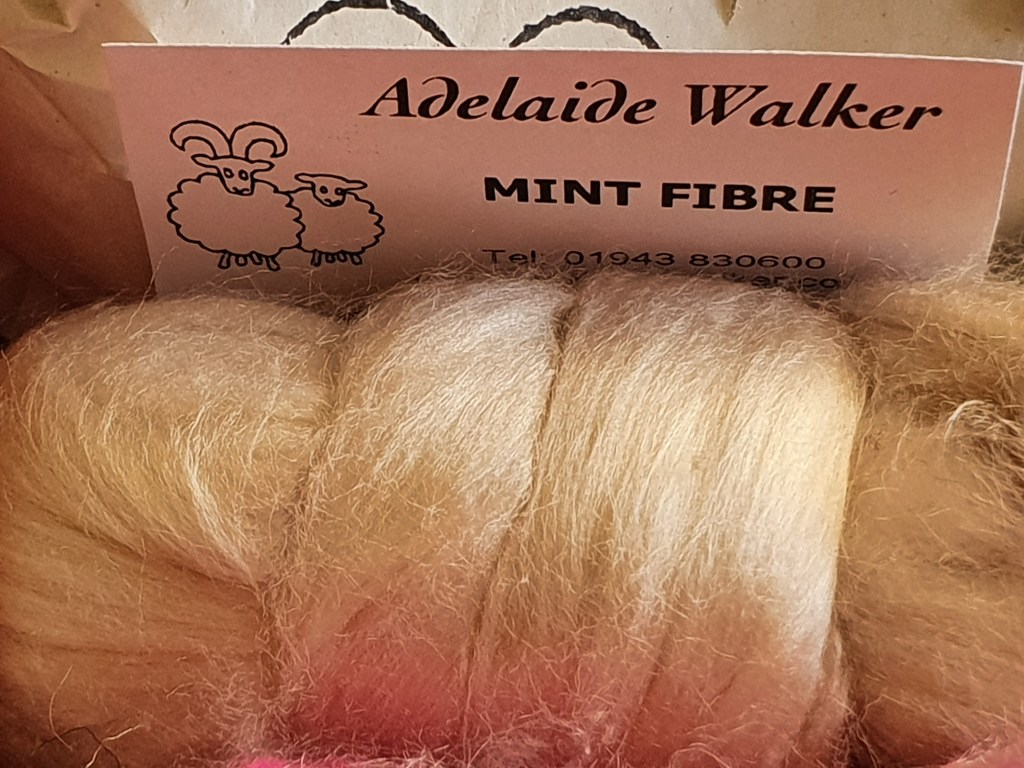 Adelaide Walker
MINT FIBRE
Tel: 01943 830600